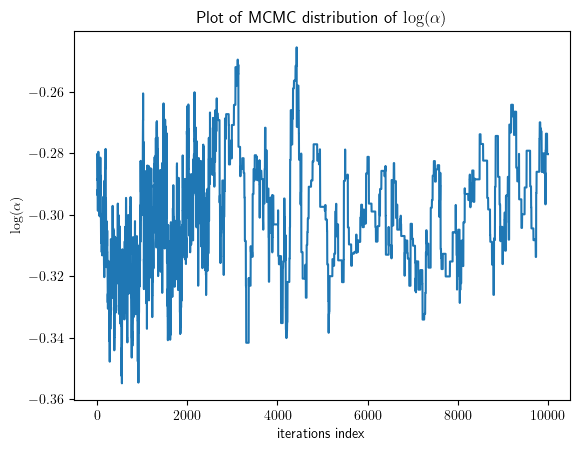 Plot of MCMC distribution of log(α)
−0.26
−0.28
−0.30
−0.32
−0.34
−0.36
log(α)
0 2000 4000 6000 8000 10000
iterations index